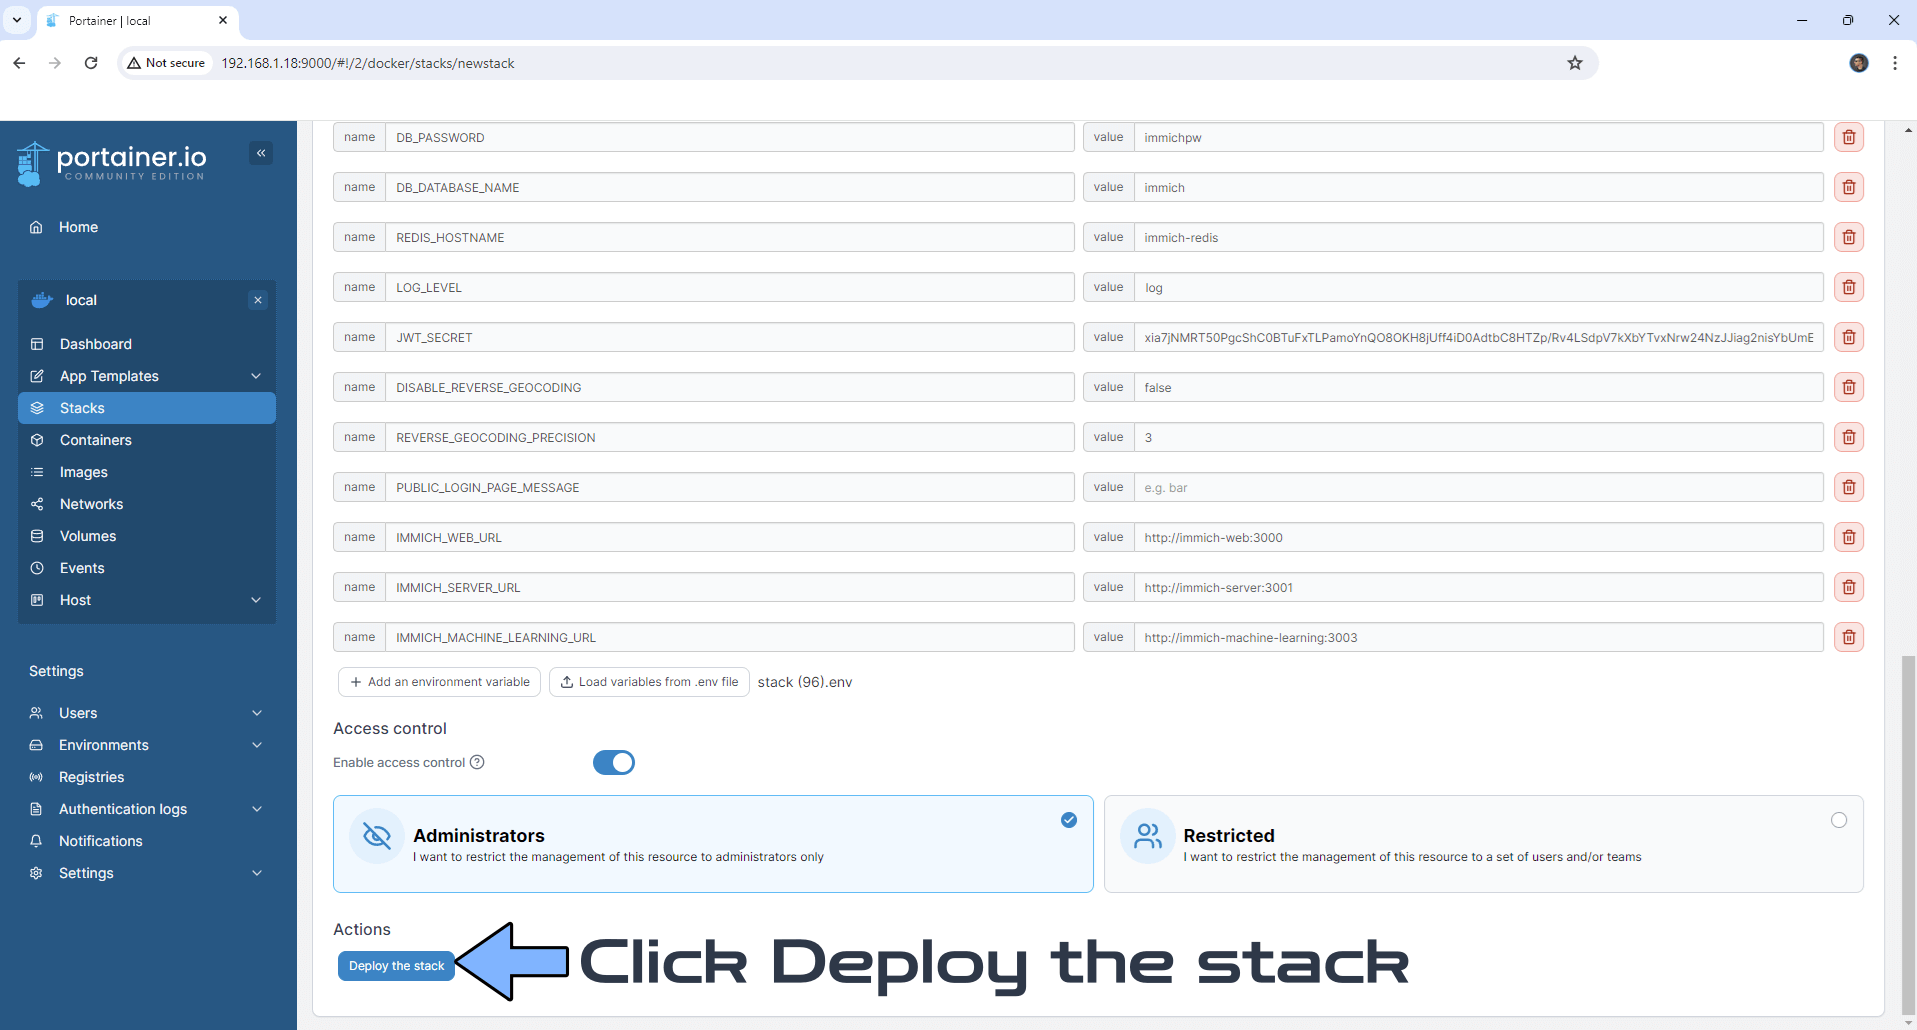 Portainer | local
Not secure
192.168.1.18:9000/#!/2/docker/stacks/newstack
portainer.io
COMMUNITY EDITION
Home
local
Dashboard
App Templates
Stacks
Containers
Images
Networks
Volumes
Events
Host
Settings
Users
Environments
Registries
Authentication logs
Notifications
Settings
name DB_PASSWORD value immichpw
name DB_DATABASE_NAME value immich
name REDIS_HOSTNAME value immich-redis
name LOG_LEVEL value log
name JWT_SECRET value xia7jNMRT50PgcShC0BTuFxTLPamoYnQO8OKH8jUff4iD0AdtbC8HTZp/Rv4LSdpV7kXbYTvxNrw24NzJJiag2nisYbUmE
name DISABLE_REVERSE_GEOCODING value false
name REVERSE_GEOCODING_PRECISION value 3
name PUBLIC_LOGIN_PAGE_MESSAGE value e.g. bar
name IMMICH_WEB_URL value http://immich-web:3000
name IMMICH_SERVER_URL value http://immich-server:3001
name IMMICH_MACHINE_LEARNING_URL value http://immich-machine-learning:3003
+ Add an environment variable Load variables from .env file stack (96).env
Access control
Enable access control
Administrators
I want to restrict the management of this resource to administrators only
Restricted
I want to restrict the management of this resource to a set of users and/or teams
Actions
Deploy the stack
Click Deploy the stack